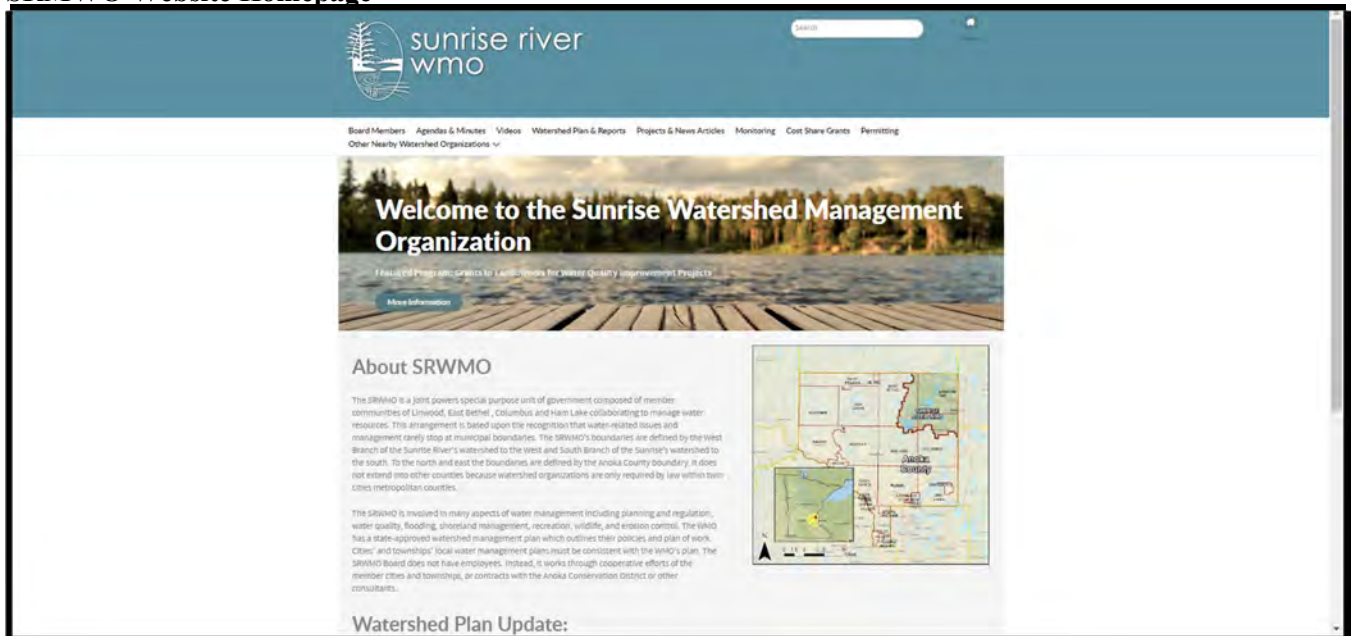 SRWMO Website Homepage
sunrise river
wmo
Search
Board Members Agendas & Minutes Videos Watershed Plan & Reports Projects & News Articles Monitoring Cost Share Grants Permitting
Other Nearby Watershed Organizations
Welcome to the Sunrise Watershed Management
Organization
Featured Program: Grants to Landowners for Water Quality Improvement Projects
More Information
About SRWMO
The SRWMO is a joint powers special purpose unit of government composed of member
communities of Linwood, East Bethel , Columbus and Ham Lake collaborating to manage water
resources. This arrangement is based upon the recognition that water-related issues and
management rarely stop at municipal boundaries. The SRWMO's boundaries are defined by the West
Branch of the Sunrise River's watershed to the West and South Branch of the Sunrise's watershed to
the south. To the north and east the boundaries are defined by the Anoka County boundary. It does
not extend into other counties because watershed organizations are only required by law within twin
cities metropolitan counties.
The SRWMO is involved in many aspects of water management including planning and regulation,
water quality, flooding, shoreland management, recreation, wildlife, and erosion control. The WMO
has a state-approved watershed management plan which outlines their policies and plan of work.
Cities' and townships' local water management plans must be consistent with the WMO's plan. The
SRWMO Board does not have employees. Instead, it works through cooperative efforts of the
member cities and townships, or contracts with the Anoka Conservation District or other
consultants.
Anoka
County
N
Watershed Plan Update: